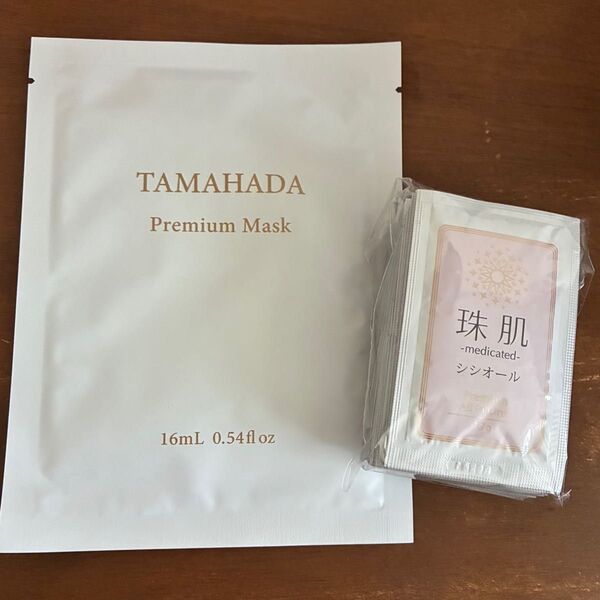 TAMAHADA
Premium Mask
16mL 0.54fl oz
珠肌
-medicated-
シシオール